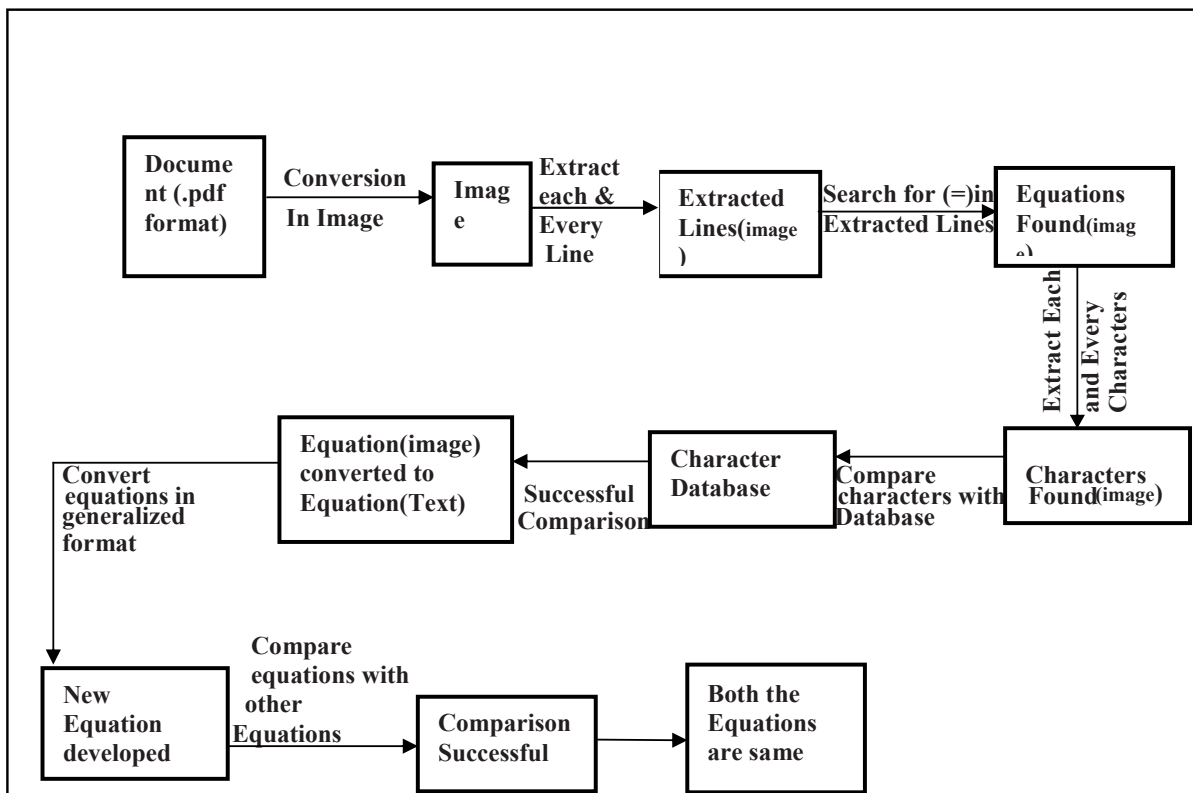 Docume
nt (.pdf
format)
Conversion
In Image
Imag
e
Extract
each &
Every
Line
Extracted
Lines(image
)
Search for (=)in
Extracted Lines
Equations
Found(imag
e)
Extract Each
and Every
Characters
Characters
Found(image)
Compare
characters with
Database
Character
Database
Successful
Comparison
Equation(image)
converted to
Equation(Text)
Convert
equations in
generalized
format
New
Equation
developed
Compare
equations with
other
Equations
Comparison
Successful
Both the
Equations
are same